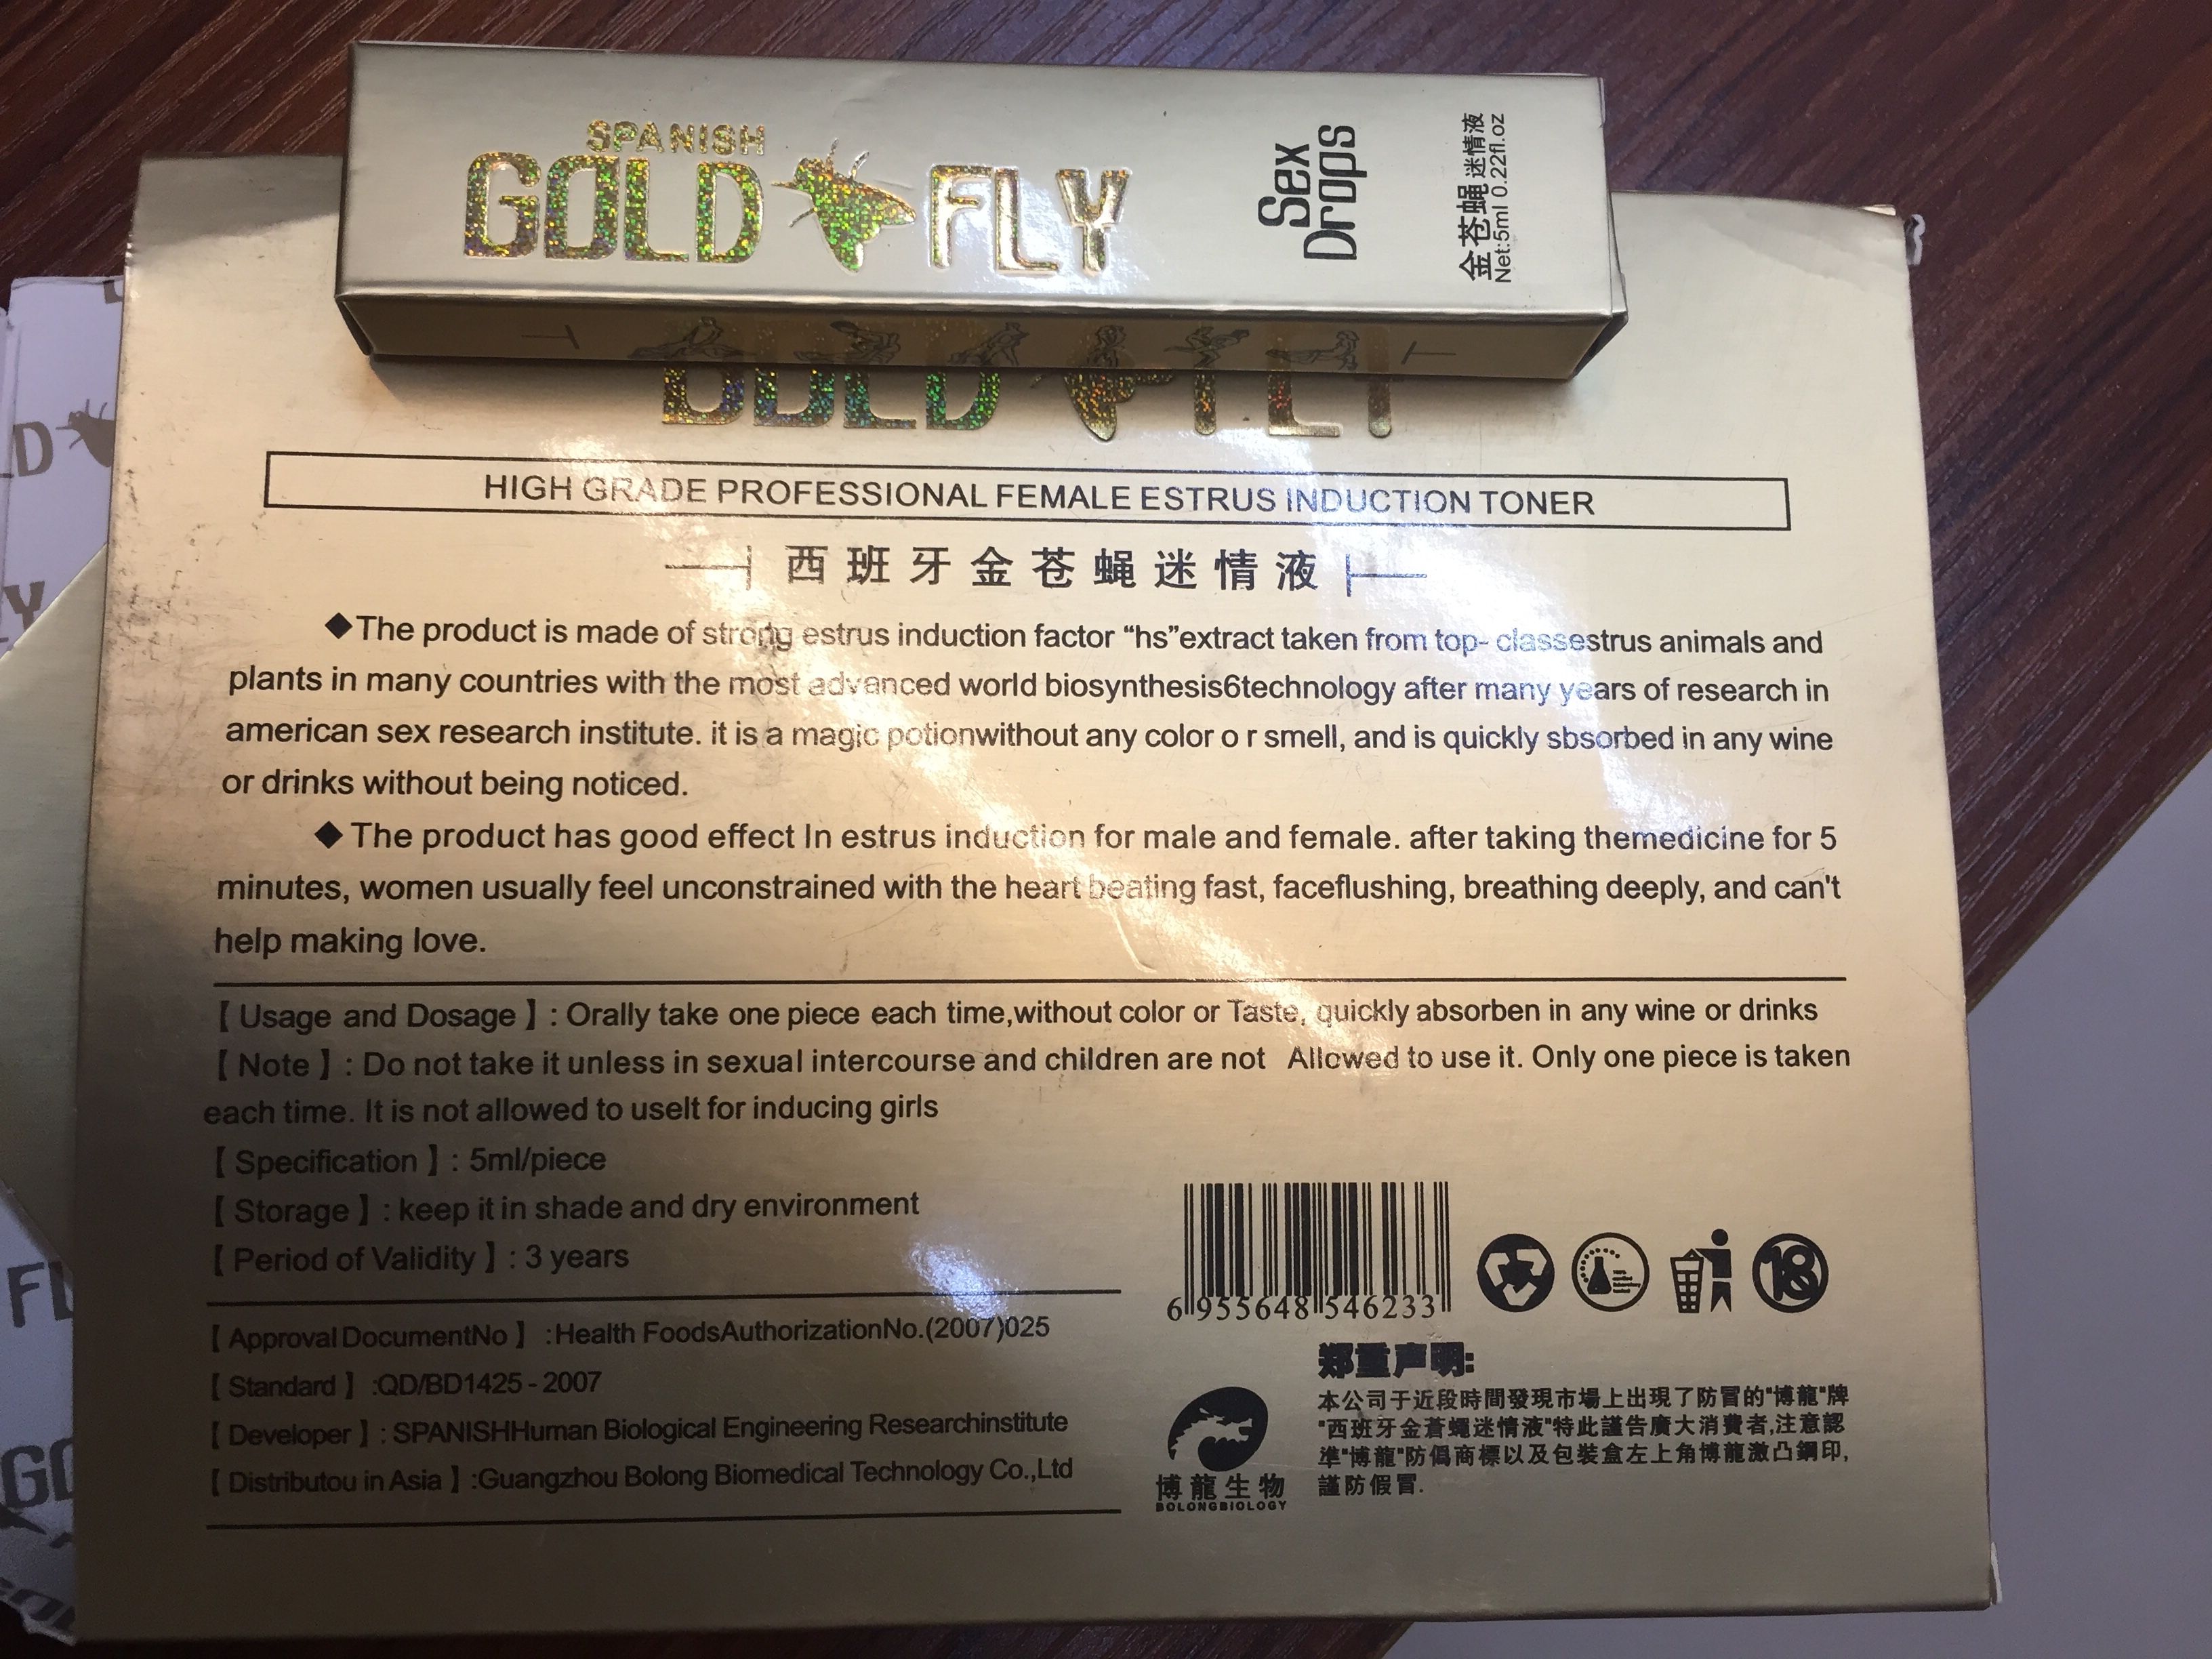 SPANISH
GOLD FLY
Sex
Drops
金苍蝇 迷情液
Net:5ml 0.22fl.oz
GOLD FLY
HIGH GRADE PROFESSIONAL FEMALE ESTRUS INDUCTION TONER
西班牙金苍蝇迷情液
◆The product is made of strong estrus induction factor “hs”extract taken from top- classestrus animals and
plants in many countries with the most advanced world biosynthesis6technology after many years of research in
american sex research institute. it is a magic potionwithout any color o r smell, and is quickly sbsorbed in any wine
or drinks without being noticed.
◆ The product has good effect In estrus induction for male and female. after taking themedicine for 5
minutes, women usually feel unconstrained with the heart beating fast, faceflushing, breathing deeply, and can't
help making love.
【 Usage and Dosage 】: Orally take one piece each time,without color or Taste, quickly absorben in any wine or drinks
【 Note 】: Do not take it unless in sexual intercourse and children are not Allowed to use it. Only one piece is taken
each time. It is not allowed to useIt for inducing girls
【 Specification 】: 5ml/piece
【 Storage 】: keep it in shade and dry environment
【 Period of Validity 】: 3 years
【 Approval DocumentNo 】 :Health FoodsAuthorizationNo.(2007)025
【 Standard 】 :QD/BD1425 - 2007
【 Developer 】: SPANISHHuman Biological Engineering Researchinstitute
【 Distributou in Asia 】:Guangzhou Bolong Biomedical Technology Co.,Ltd
6 955648 546233
18
博龍生物
BOLONGBIOLOGY
郑重声明:
本公司于近段時間發現市場上出現了防冒的"博龍"牌
"西班牙金蒼蠅迷情液"特此謹告廣大消費者,注意認
準"博龍"防僞商標以及包裝盒左上角博龍激凸鋼印,
謹防假冒.
D
Y
FL
GO